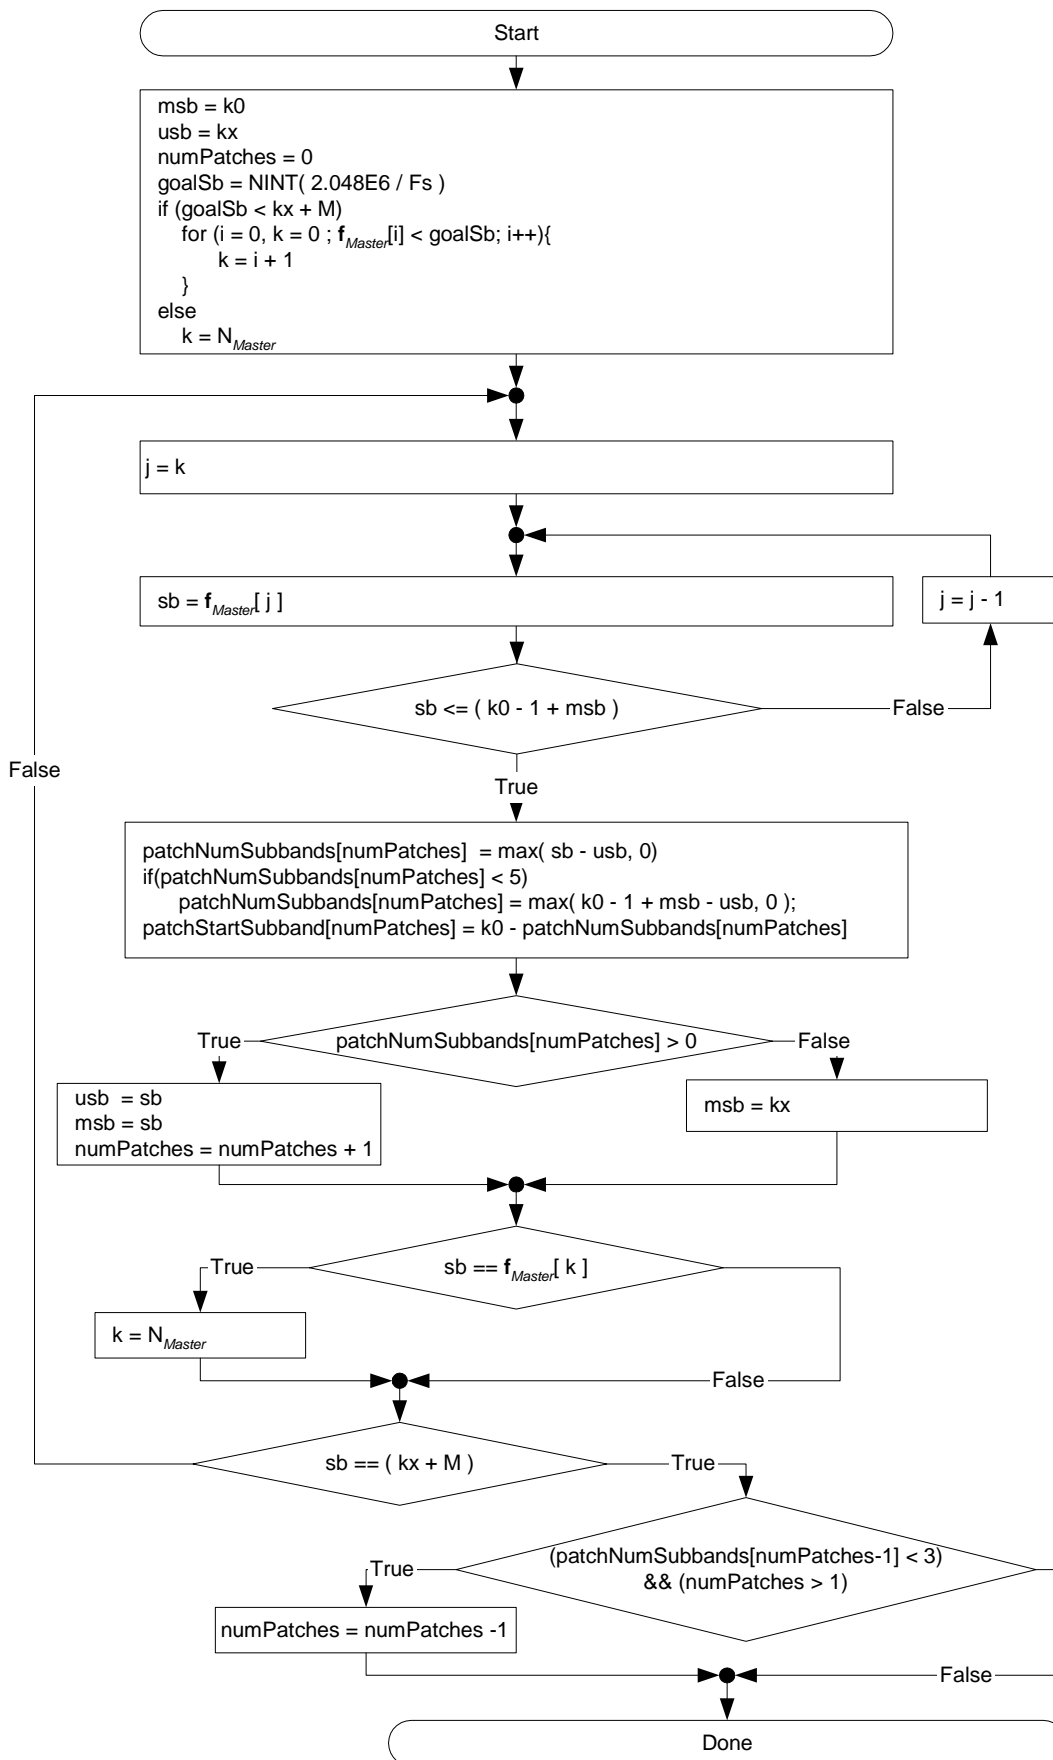 Start
msb = k0
usb = kx
numPatches = 0
goalSb = NINT( 2.048E6 / Fs )
if (goalSb < kx + M)
for (i = 0, k = 0 ; fMaster[i] < goalSb; i++){
k = i + 1
}
else
k = NMaster
j = k
sb = fMaster[ j ]
j = j - 1
sb <= ( k0 - 1 + msb )
False
False
True
patchNumSubbands[numPatches]  = max( sb - usb, 0)
if(patchNumSubbands[numPatches] < 5)
patchNumSubbands[numPatches] = max( k0 - 1 + msb - usb, 0 );
patchStartSubband[numPatches] = k0 - patchNumSubbands[numPatches]
True
patchNumSubbands[numPatches] > 0
False
usb  = sb
msb = sb
numPatches = numPatches + 1
msb = kx
True
sb == fMaster[ k ]
k = NMaster
False
sb == ( kx + M )
True
(patchNumSubbands[numPatches-1] < 3)
&& (numPatches > 1)
True
numPatches = numPatches -1
False
Done